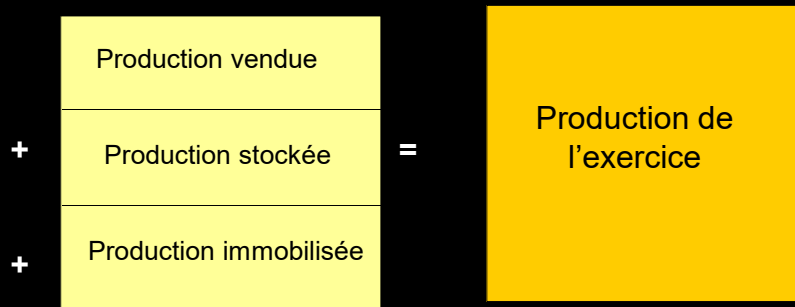 Production vendue
+ Production stockée = Production de
l’exercice
+ Production immobilisée